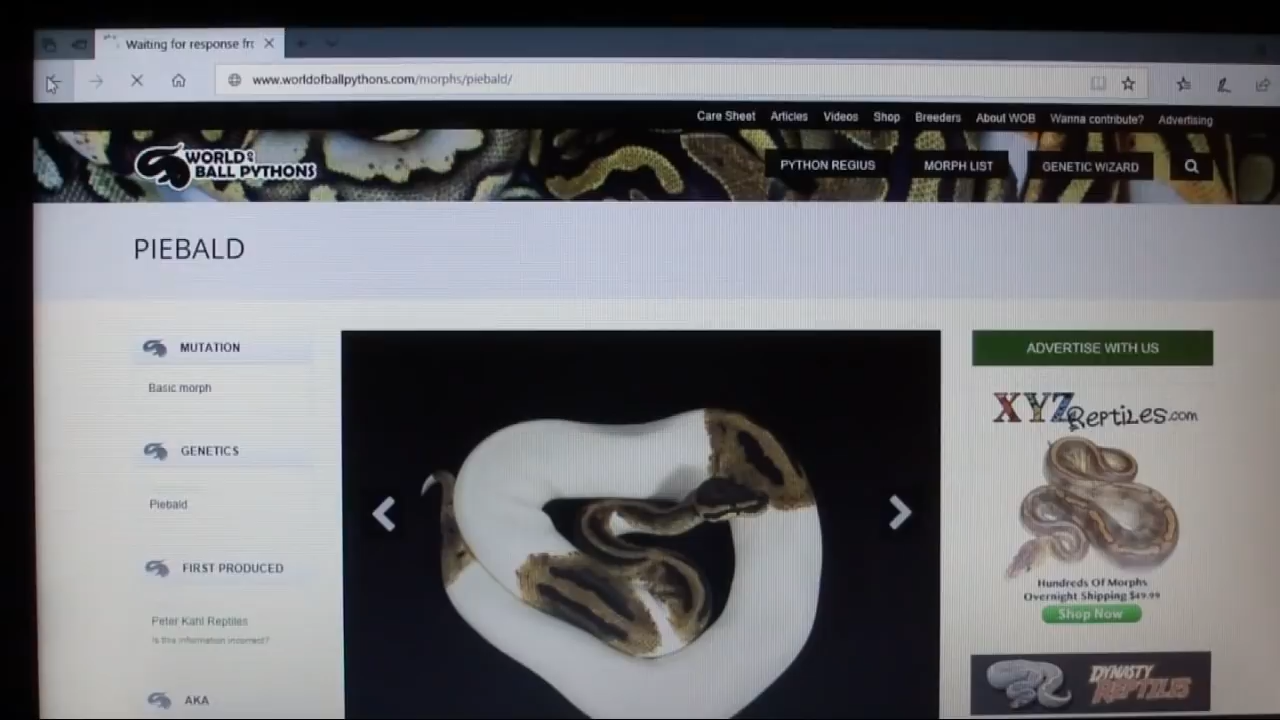 Waiting for response fr
www.worldofballpythons.com/morphs/piebald/
Care Sheet Articles Videos Shop Breeders About WOB Wanna contribute? Advertising
WORLD OF
BALL PYTHONS
PYTHON REGIUS MORPH LIST GENETIC WIZARD
PIEBALD
MUTATION
Basic morph
GENETICS
Piebald
FIRST PRODUCED
Peter Kahl Reptiles
Is this information incorrect?
AKA
ADVERTISE WITH US
XYZReptiles.com
Hundreds Of Morphs
Overnight Shipping $49.99
Shop Now
DYNASTY
REPTILES